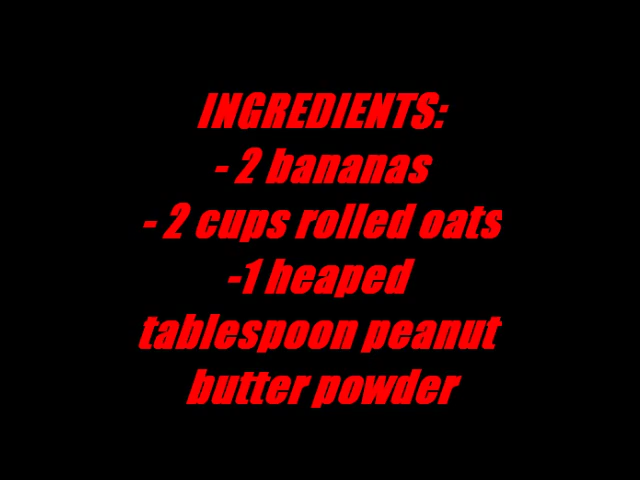 INGREDIENTS:
- 2 bananas
- 2 cups rolled oats
-1 heaped
tablespoon peanut
butter powder